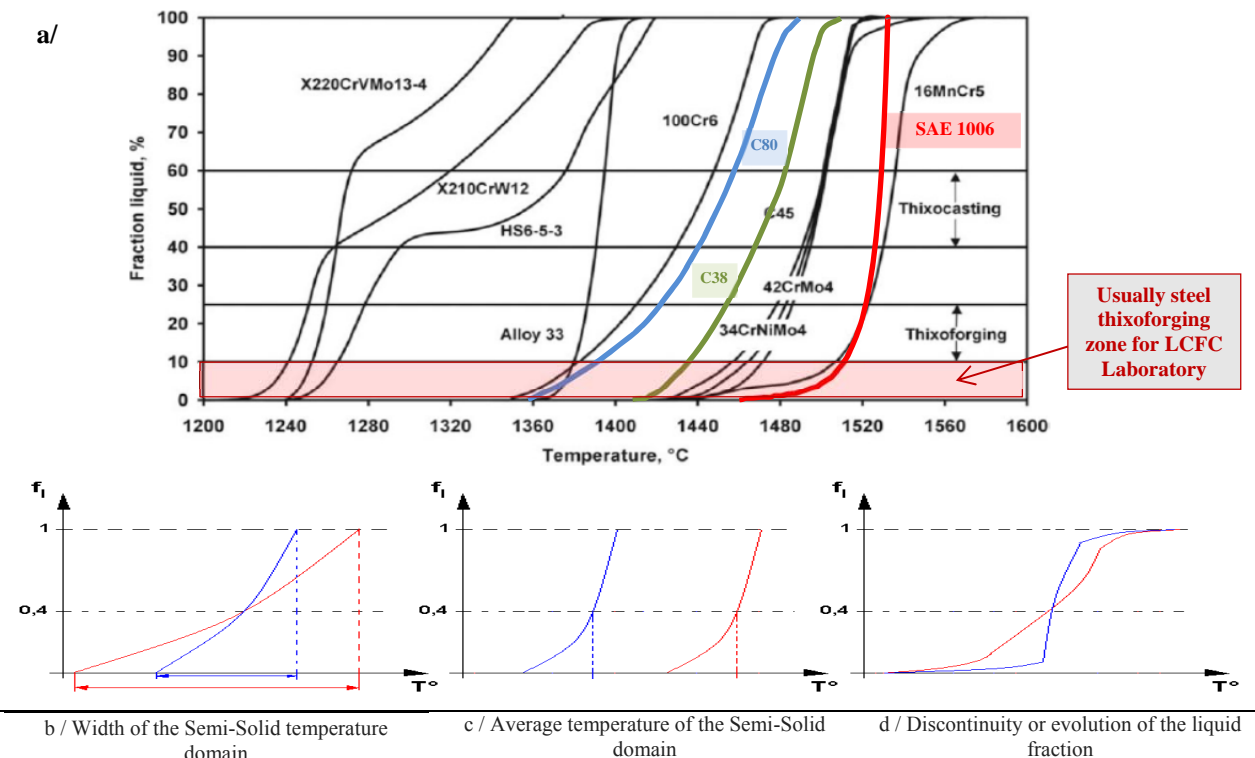 a/
100
90
80
70
60
50
40
30
20
10
0
Fraction liquid, %
X220CrVMo13-4
X210CrW12
HS6-5-3
Alloy 33
100Cr6
C80
C38
C45
42CrMo4
34CrNiMo4
16MnCr5
SAE 1006
Thixocasting
Thixoforging
Usually steel
thixoforging
zone for LCFC
Laboratory
1200 1240 1280 1320 1360 1400 1440 1480 1520 1560 1600
Temperature, °C
fl
1
0,4
T°
b / Width of the Semi-Solid temperature
domain
fl
1
0,4
T°
c / Average temperature of the Semi-Solid
domain
fl
1
0,4
T°
d / Discontinuity or evolution of the liquid
fraction